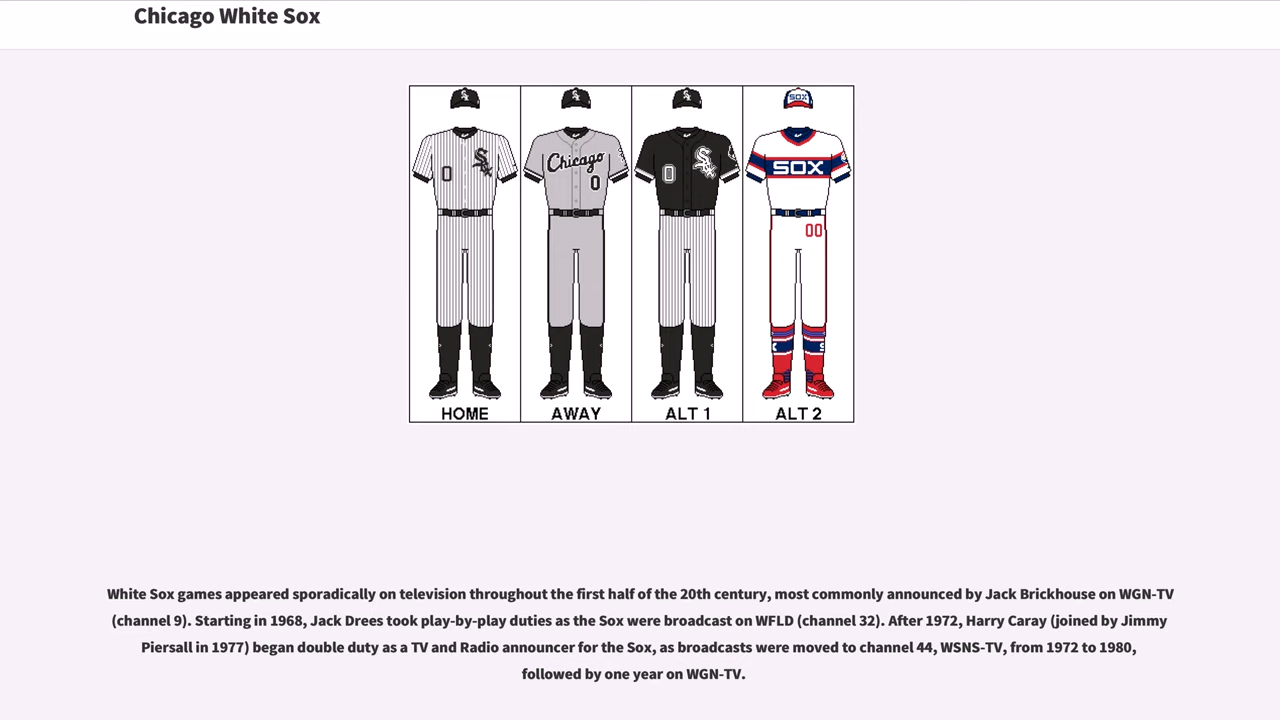 Chicago White Sox
SOX
0
Chicago
0
0
SOX
00
HOME AWAY ALT 1 ALT 2
White Sox games appeared sporadically on television throughout the first half of the 20th century, most commonly announced by Jack Brickhouse on WGN-TV
(channel 9). Starting in 1968, Jack Drees took play-by-play duties as the Sox were broadcast on WFLD (channel 32). After 1972, Harry Caray (joined by Jimmy
Piersall in 1977) began double duty as a TV and Radio announcer for the Sox, as broadcasts were moved to channel 44, WSNS-TV, from 1972 to 1980,
followed by one year on WGN-TV.